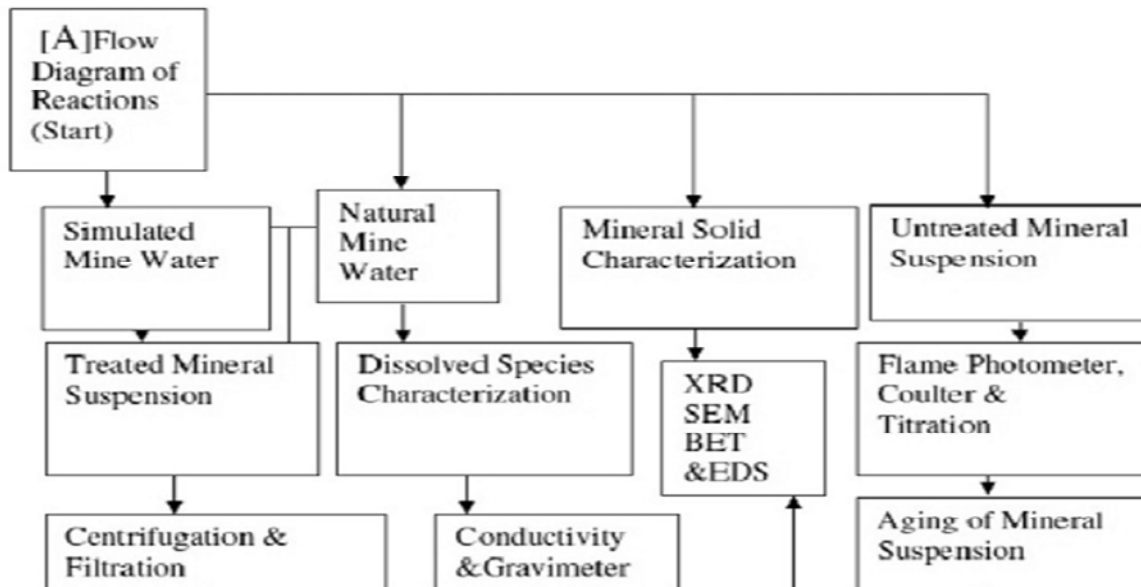 [A]Flow
Diagram of
Reactions
(Start)
Simulated
Mine Water
Natural
Mine
Water
Mineral Solid
Characterization
Untreated Mineral
Suspension
Treated Mineral
Suspension
Dissolved Species
Characterization
XRD
SEM
BET
&EDS
Flame Photometer,
Coulter &
Titration
Centrifugation &
Filtration
Conductivity
&Gravimeter
Aging of Mineral
Suspension